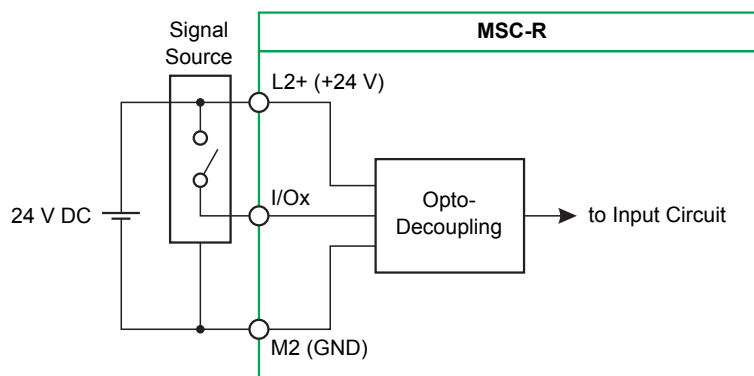 Signal
Source
MSC-R
L2+ (+24 V)
24 V DC
I/Ox
Opto-
Decoupling
to Input Circuit
M2 (GND)